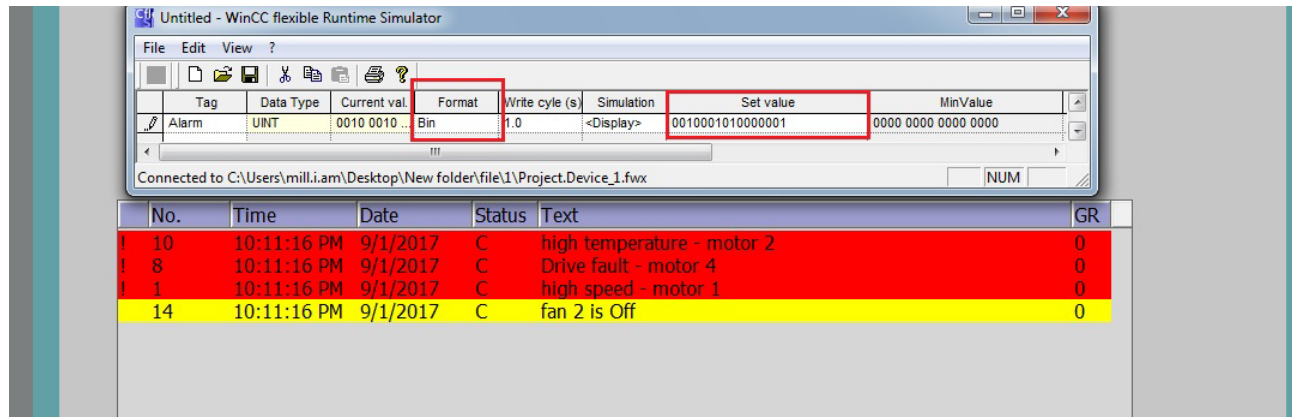 Untitled - WinCC flexible Runtime Simulator
File Edit View ?
Tag Data Type Current val. Format Write cyle (s) Simulation Set value MinValue
Alarm UINT 0010 0010 ... Bin 1.0 <Display> 0010001010000001 0000 0000 0000 0000
Connected to C:\Users\mill.i.am\Desktop\New folder\file\1\Project.Device_1.fwx NUM
No. Time Date Status Text GR
! 10 10:11:16 PM 9/1/2017 C high temperature - motor 2 0
! 8 10:11:16 PM 9/1/2017 C Drive fault - motor 4 0
! 1 10:11:16 PM 9/1/2017 C high speed - motor 1 0
14 10:11:16 PM 9/1/2017 C fan 2 is Off 0